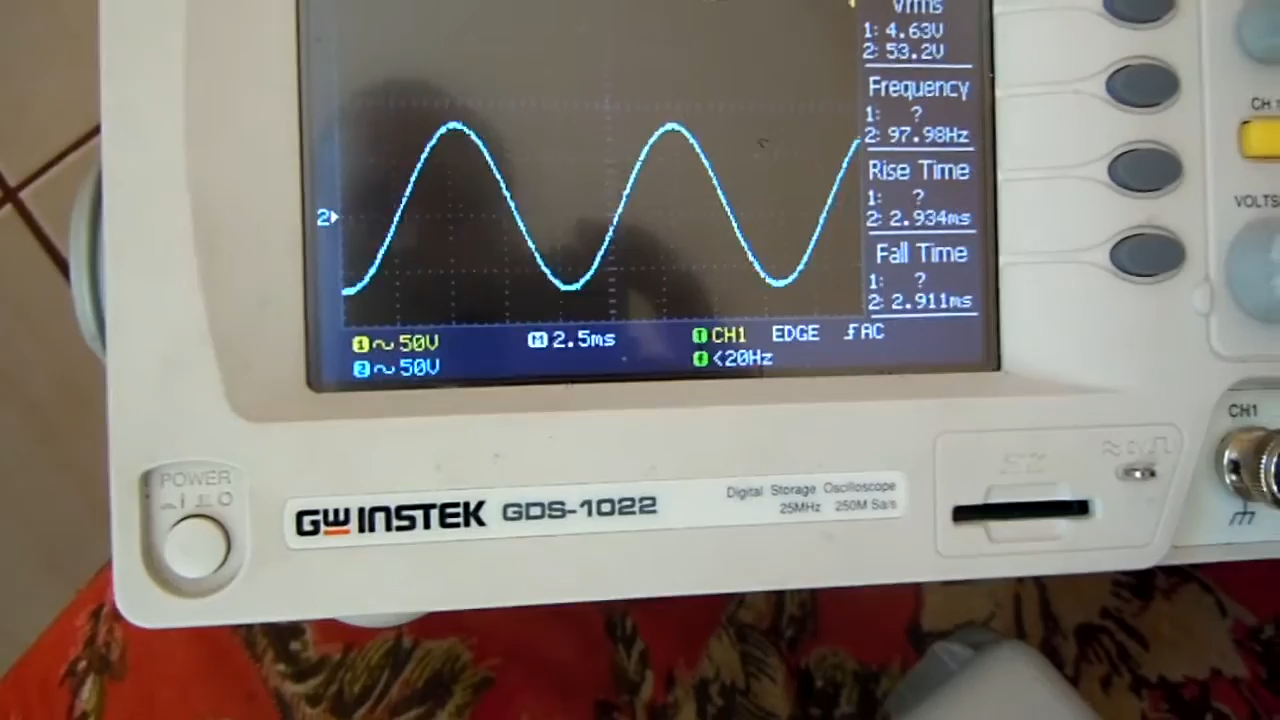 Vrms
1: 4.63V
2: 53.2V
Frequency
1: ?
2: 97.98Hz
Rise Time
1: ?
2: 2.934ms
Fall Time
1: ?
2: 2.911ms
2
1 ~ 50V
M 2.5ms
T CH1 EDGE AC
2 ~ 50V
f <20Hz
CH 1
VOLTS
CH1
POWER
I O
GW INSTEK GDS-1022
Digital Storage Oscilloscope
25MHz 250M Sa/s